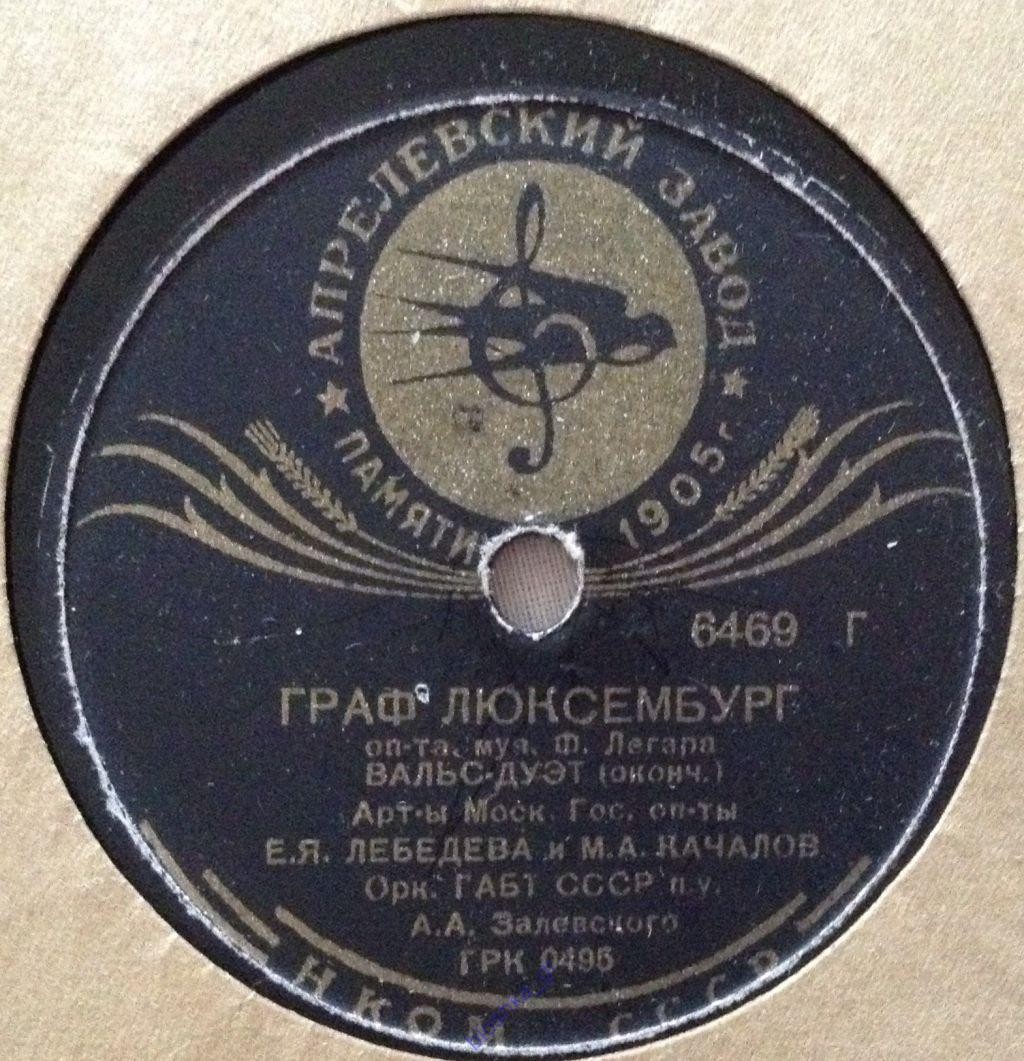 АПРЕЛЕВСКИЙ ЗАВОД
★ ПАМЯТИ 1905 г. ★
6469 Г
ГРАФ ЛЮКСЕМБУРГ
оп-та, муз. Ф. Легара
ВАЛЬС-ДУЭТ (оконч.)
Арт-ы Моск. Гос. оп-ты
Е.Я. ЛЕБЕДЕВА и М.А. КАЧАЛОВ
Орк. ГАБТ СССР п.у.
А.А. Залевского
ГРК 0495
НКОМ СССР